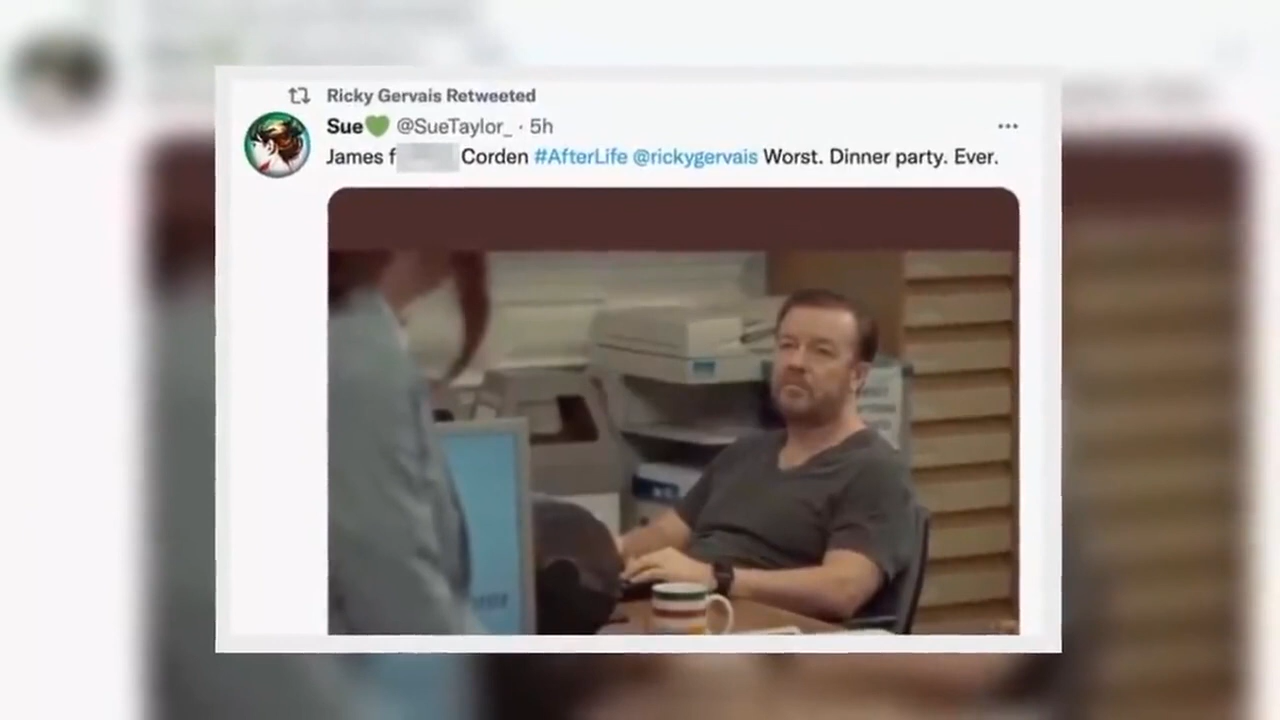 Ricky Gervais Retweeted
Sue💚 @SueTaylor_ · 5h
James f Corden #AfterLife @rickygervais Worst. Dinner party. Ever.